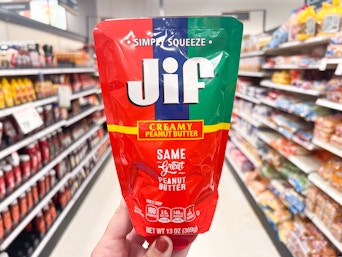 • SIMPLY SQUEEZE •
Jif
CREAMY
PEANUT BUTTER
SAME
Great
PEANUT
BUTTER
NET WT 13 OZ (369g)